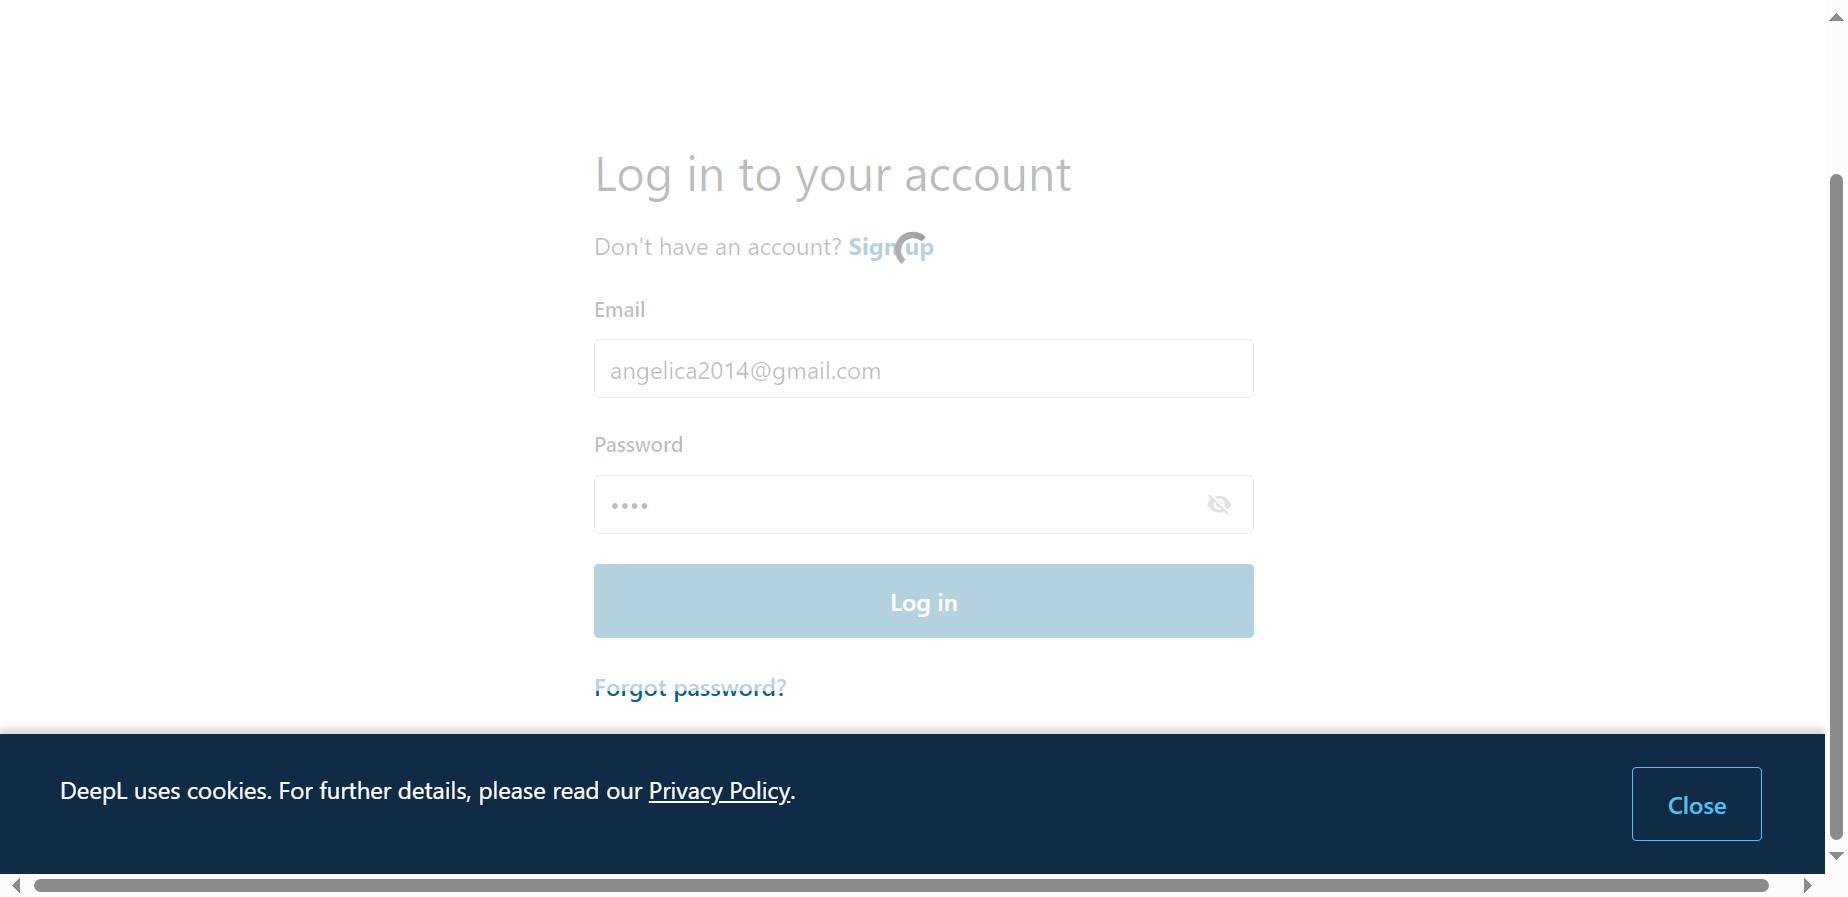 Log in to your account
Don't have an account? Sign up
Email
angelica2014@gmail.com
Password
••••
Log in
Forgot password?
DeepL uses cookies. For further details, please read our Privacy Policy.
Close